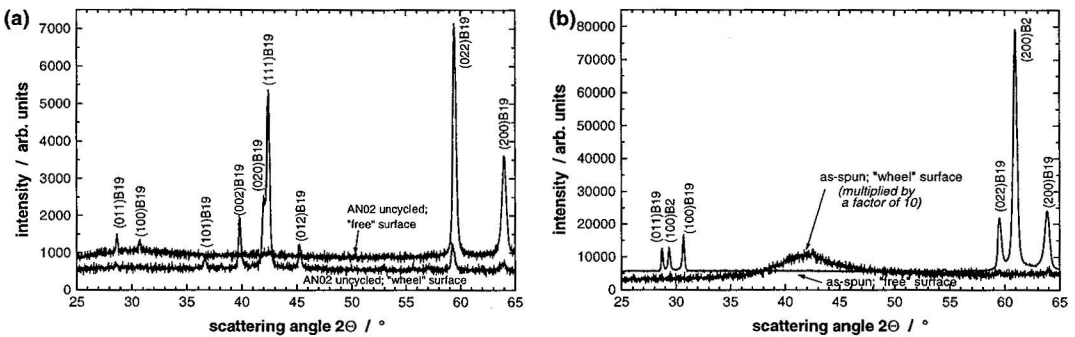 (a)
intensity / arb. units
7000
6000
5000
4000
3000
2000
1000
0
(011)B19
(100)B19
(101)B19
(002)B19
(020)B19
(111)B19
(012)B19
(022)B19
(200)B19
AN02 uncycled;
"free" surface
AN02 uncycled; "wheel" surface
25 30 35 40 45 50 55 60 65
scattering angle 2Θ / °
(b)
intensity / arb. units
80000
70000
60000
50000
40000
30000
20000
10000
0
(011)B19
(100)B2
(100)B19
(022)B19
(200)B2
(200)B19
as-spun; "wheel" surface
(multiplied by
a factor of 10)
as-spun; "free" surface
25 30 35 40 45 50 55 60 65
scattering angle 2Θ / °